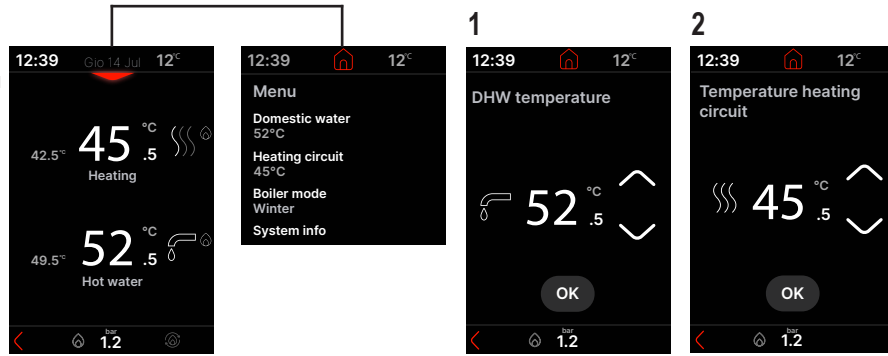 12:39 Gio 14 Jul 12°C
42.5°C 45 °C .5
Heating
49.5°C 52 °C .5
Hot water
bar
1.2
12:39 12°C
Menu
Domestic water
52°C
Heating circuit
45°C
Boiler mode
Winter
System info
1
12:39 12°C
DHW temperature
52 °C .5
OK
bar
1.2
2
12:39 12°C
Temperature heating
circuit
45 °C .5
OK
bar
1.2